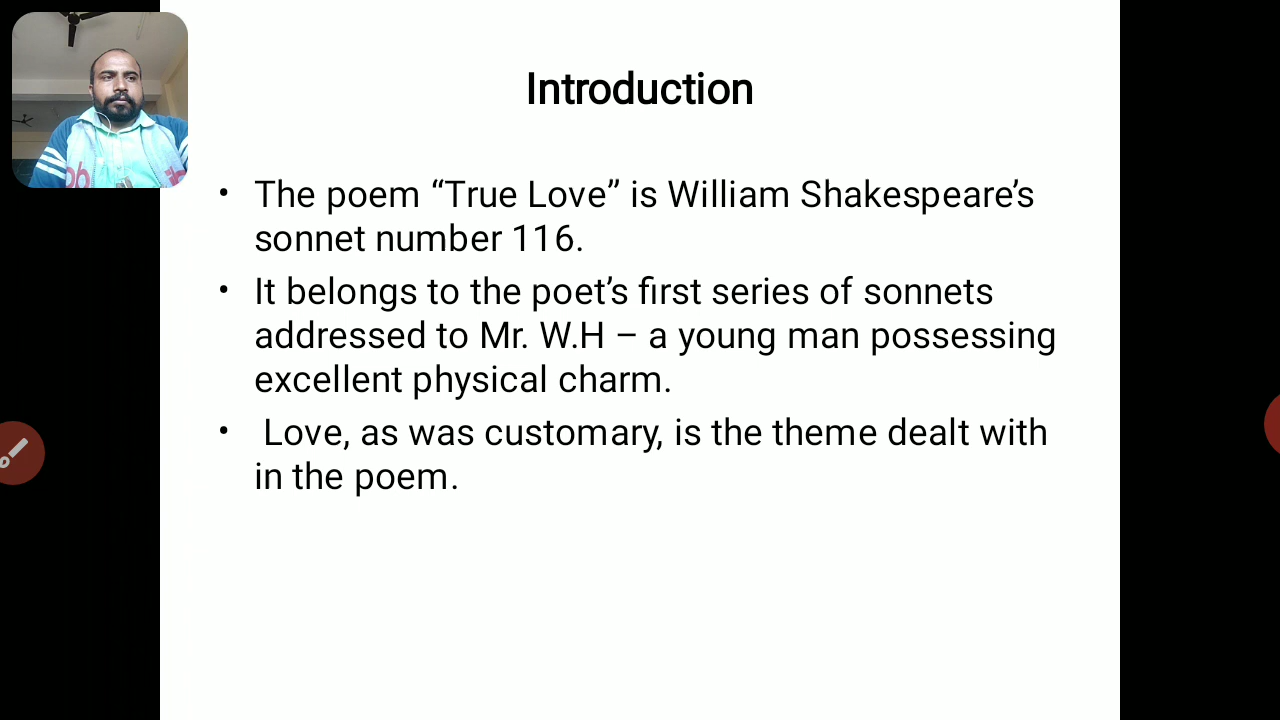 Introduction
• The poem “True Love” is William Shakespeare’s
sonnet number 116.
• It belongs to the poet’s first series of sonnets
addressed to Mr. W.H – a young man possessing
excellent physical charm.
• Love, as was customary, is the theme dealt with
in the poem.